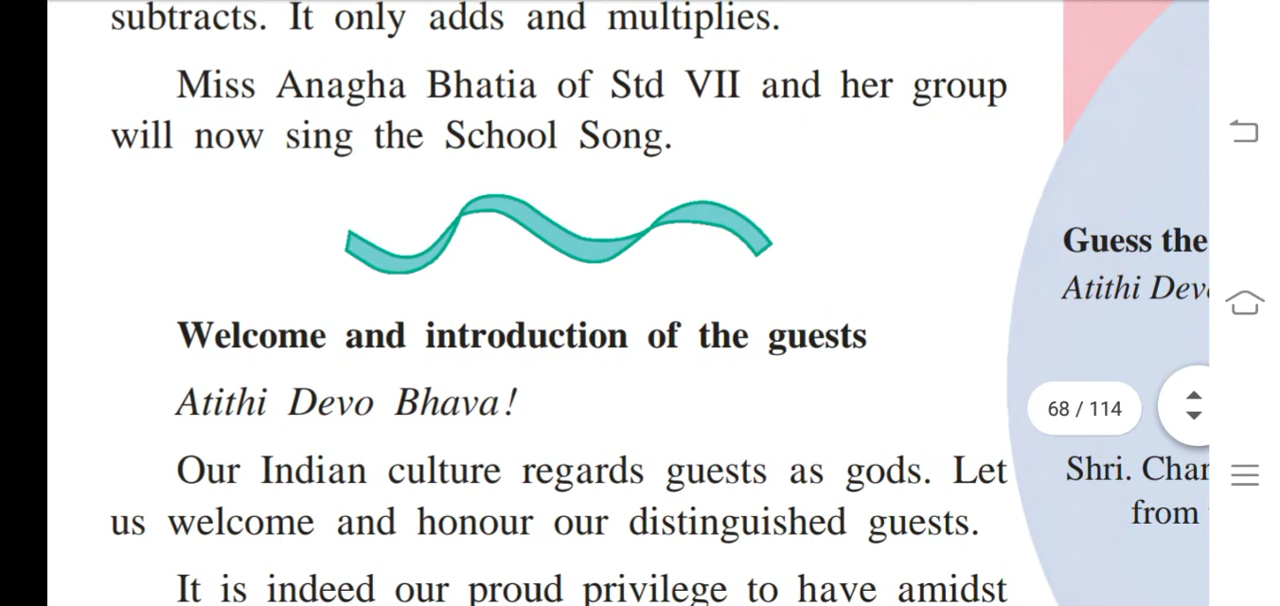 subtracts. It only adds and multiplies.
Miss Anagha Bhatia of Std VII and her group
will now sing the School Song.
Welcome and introduction of the guests
Atithi Devo Bhava!
Our Indian culture regards guests as gods. Let
us welcome and honour our distinguished guests.
It is indeed our proud privilege to have amidst
Guess the
Atithi
68 / 114
Shri.
from